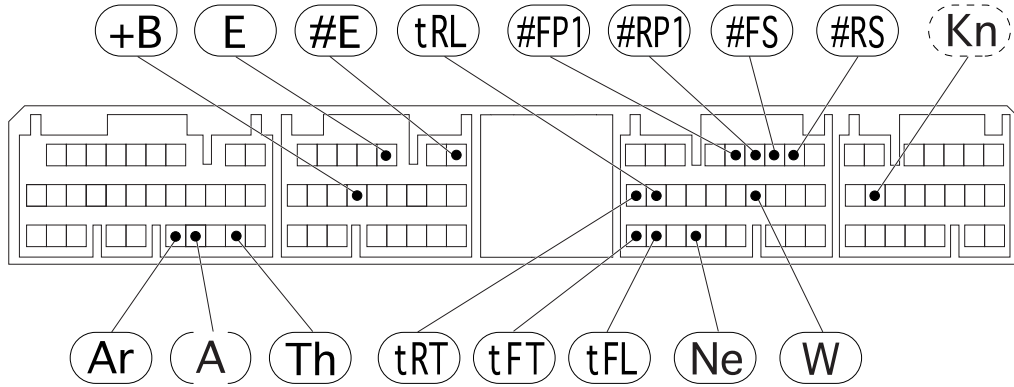 +B E #E tRL #FP1 #RP1 #FS #RS Kn
Ar A Th tRT tFT tFL Ne W